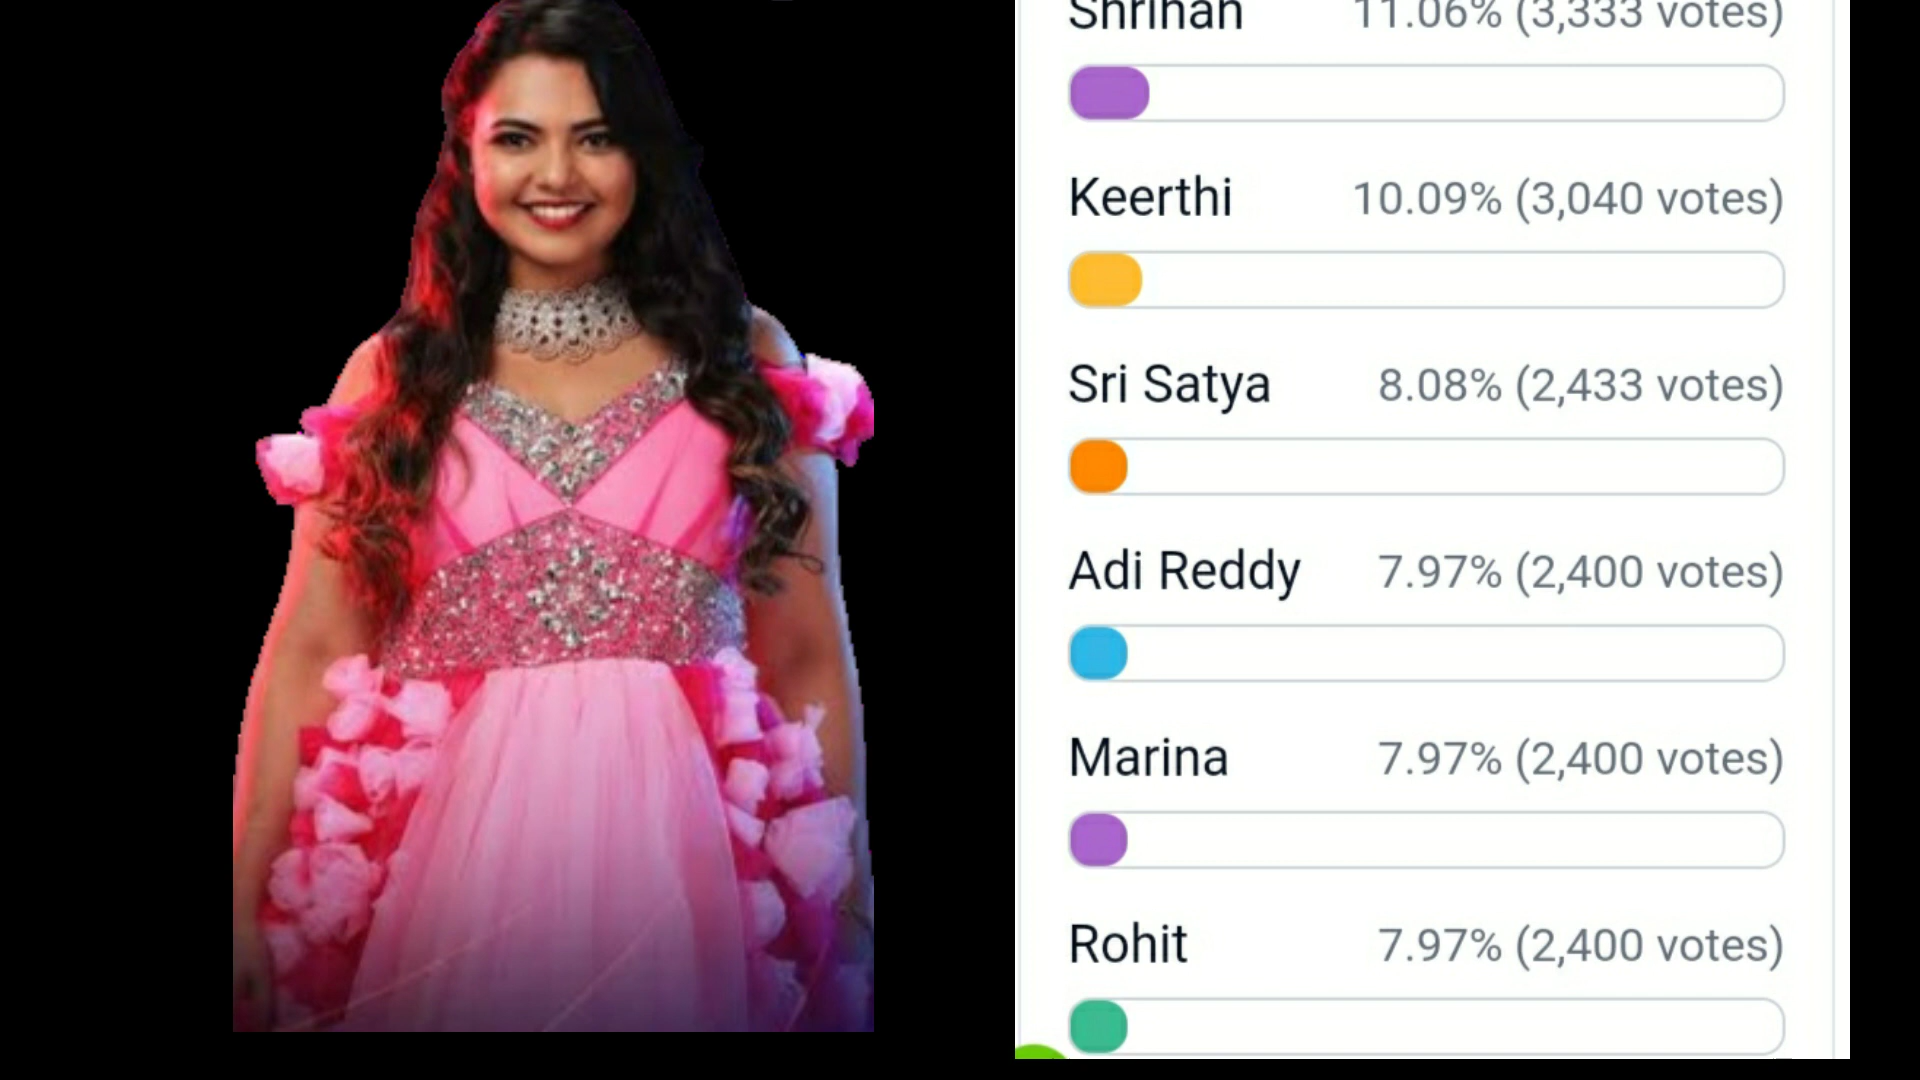 Shrihan 11.06% (3,333 votes)
Keerthi 10.09% (3,040 votes)
Sri Satya 8.08% (2,433 votes)
Adi Reddy 7.97% (2,400 votes)
Marina 7.97% (2,400 votes)
Rohit 7.97% (2,400 votes)